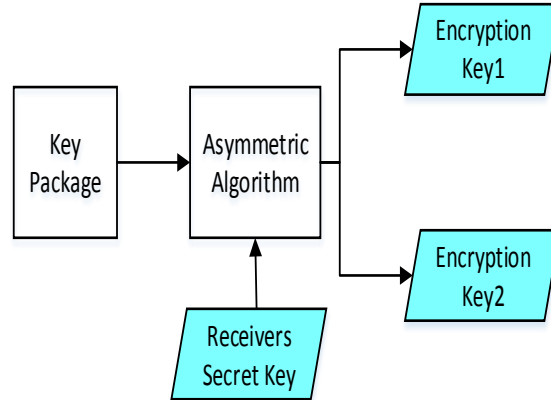 Encryption
Key1
Key
Package
Asymmetric
Algorithm
Encryption
Key2
Receivers
Secret Key